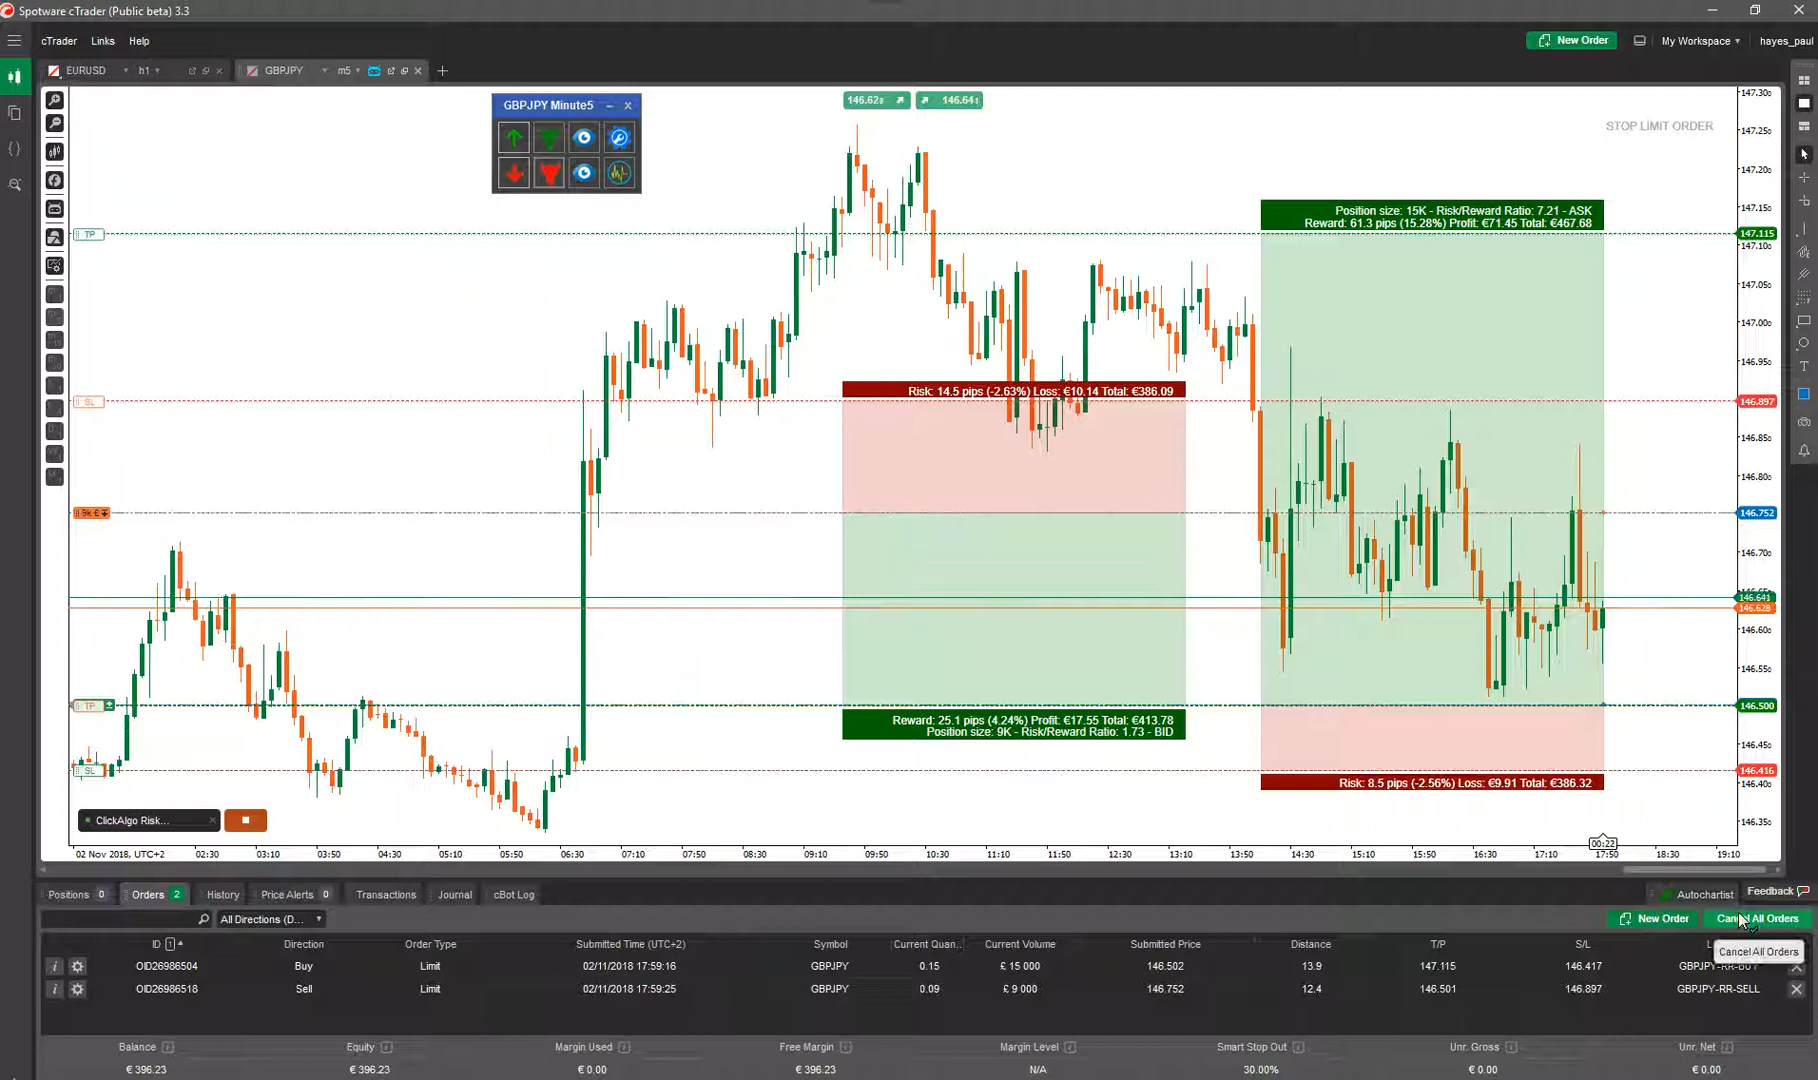 Spotware cTrader (Public beta) 3.3
cTrader Links Help
New Order
My Workspace
hayes_paul
EURUSD h1
GBPJPY m5
GBPJPY Minute5
146.628
146.641
STOP LIMIT ORDER
147.30
147.25
147.20
147.15
147.115
147.10
147.05
147.00
146.95
146.897
146.85
146.80
146.752
146.70
146.641
146.628
146.60
146.55
146.500
146.45
146.416
146.40
146.35
Position size: 15K - Risk/Reward Ratio: 7.21 - ASK
Reward: 61.3 pips (15.28%) Profit: €71.45 Total: €467.68
TP
Risk: 14.5 pips (-2.63%) Loss: €10.14 Total: €386.09
SL
TP
Reward: 25.1 pips (4.24%) Profit: €17.55 Total: €413.78
Position size: 9K - Risk/Reward Ratio: 1.73 - BID
SL
Risk: 8.5 pips (-2.56%) Loss: €9.91 Total: €386.32
ClickAlgo Risk...
00:22
02 Nov 2018, UTC+2 02:30 03:10 03:50 04:30 05:10 05:50 06:30 07:10 07:50 08:30 09:10 09:50 10:30 11:10 11:50 12:30 13:10 13:50 14:30 15:10 15:50 16:30 17:10 17:50 18:30 19:10
Positions 0 Orders 2 History Price Alerts 0 Transactions Journal cBot Log
Autochartist Feedback
All Directions (D...
New Order Cancel All Orders
ID 1 Direction Order Type Submitted Time (UTC+2) Symbol Current Quan... Current Volume Submitted Price Distance T/P S/L
Cancel All Orders
OID26986504 Buy Limit 02/11/2018 17:59:16 GBPJPY 0.15 £ 15 000 146.502 13.9 147.115 146.417 GBPJPY-RR-BUY
OID26986518 Sell Limit 02/11/2018 17:59:25 GBPJPY 0.09 £ 9 000 146.752 12.4 146.501 146.897 GBPJPY-RR-SELL
Balance Equity Margin Used Free Margin Margin Level Smart Stop Out Unr. Gross Unr. Net
€ 396.23 € 396.23 € 0.00 € 396.23 N/A 30.00% € 0.00 € 0.00